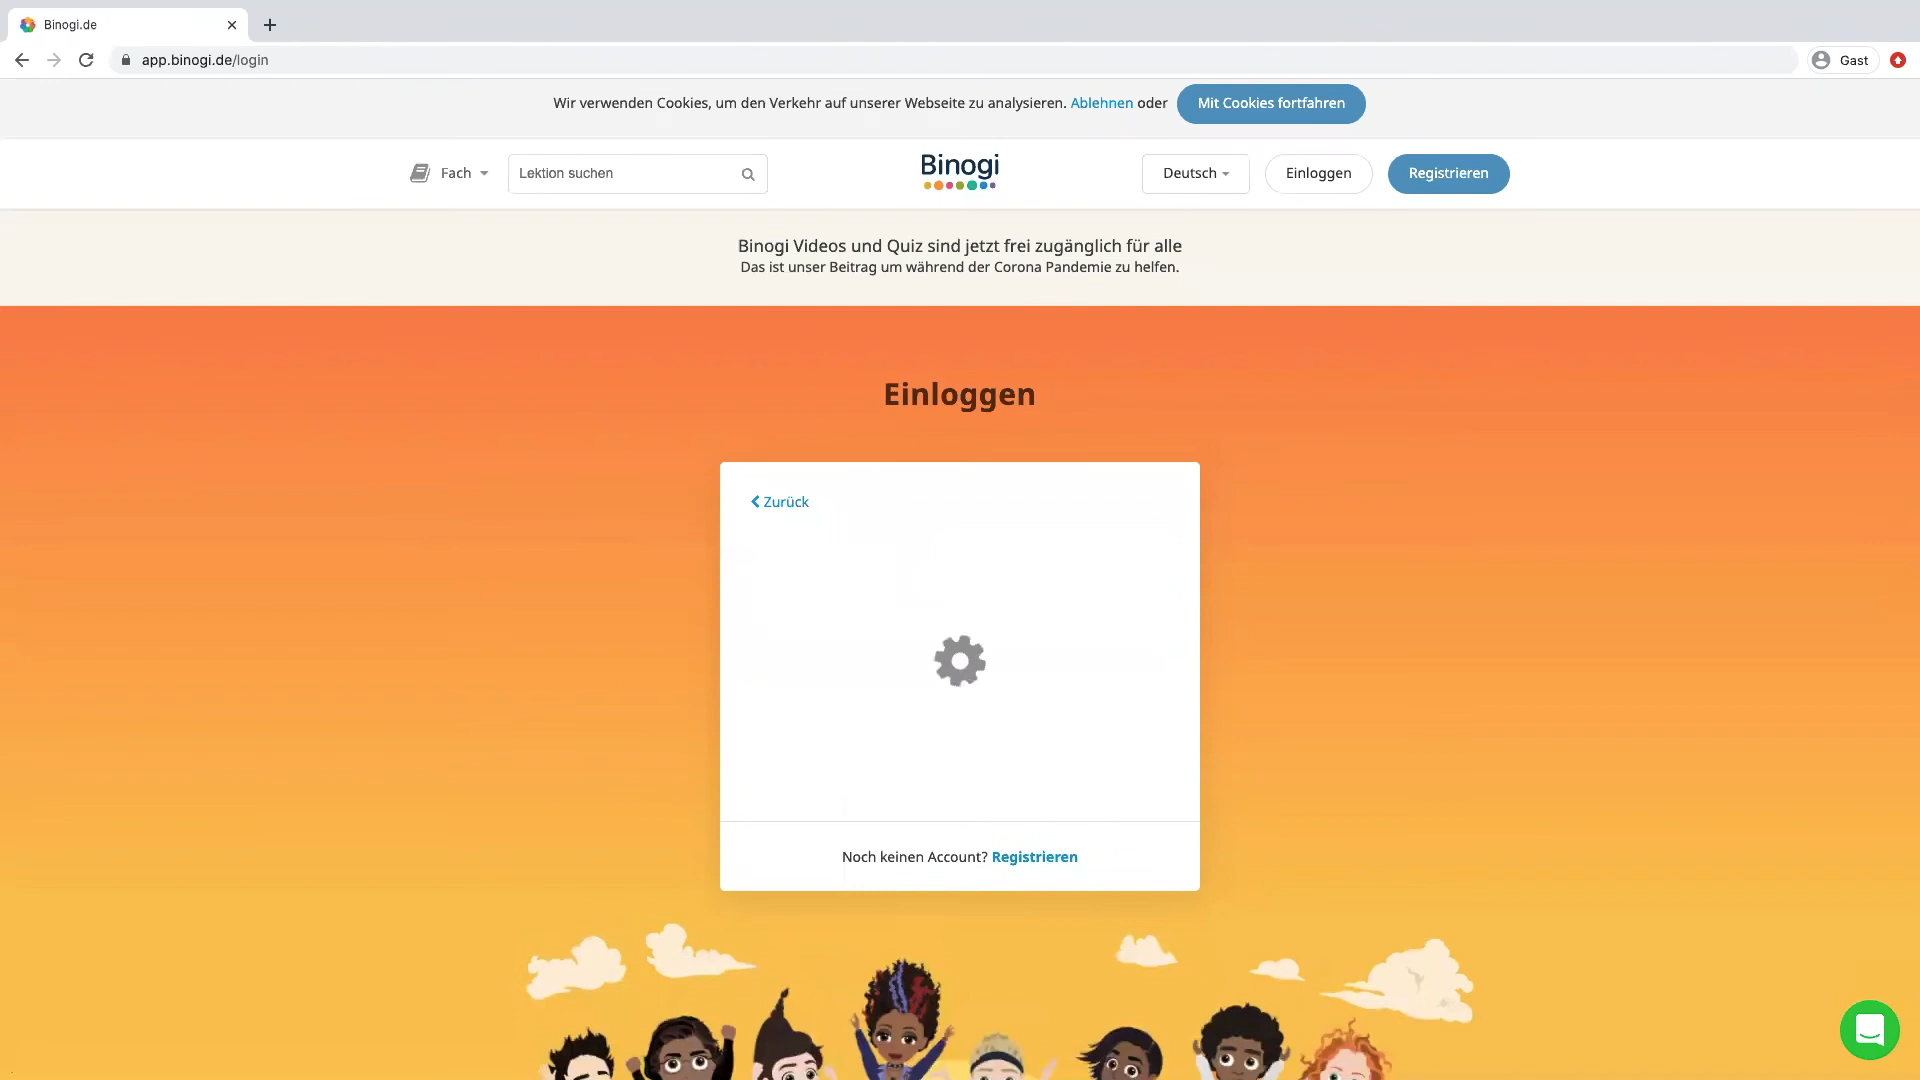 Binogi.de
app.binogi.de/login
Gast
Wir verwenden Cookies, um den Verkehr auf unserer Webseite zu analysieren. Ablehnen oder Mit Cookies fortfahren
Fach
Lektion suchen
Binogi
Deutsch
Einloggen
Registrieren
Binogi Videos und Quiz sind jetzt frei zugänglich für alle
Das ist unser Beitrag um während der Corona Pandemie zu helfen.
Einloggen
Zurück
Noch keinen Account? Registrieren